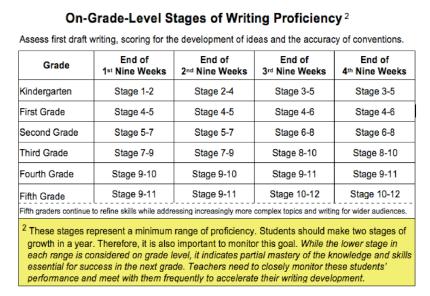 On-Grade-Level Stages of Writing Proficiency 2
Assess first draft writing, scoring for the development of ideas and the accuracy of conventions.
Grade End of 1st Nine Weeks End of 2nd Nine Weeks End of 3rd Nine Weeks End of 4th Nine Weeks
Kindergarten Stage 1-2 Stage 2-4 Stage 3-5 Stage 3-5
First Grade Stage 4-5 Stage 4-5 Stage 4-6 Stage 4-6
Second Grade Stage 5-7 Stage 5-7 Stage 6-8 Stage 6-8
Third Grade Stage 7-9 Stage 7-9 Stage 8-10 Stage 8-10
Fourth Grade Stage 9-10 Stage 9-10 Stage 9-10 Stage 9-10
Fifth Grade Stage 9-11 Stage 9-11 Stage 10-12 Stage 10-12
Fifth graders continue to refine skills while addressing increasingly more complex topics and writing for wider audiences.
2 These stages represent a minimum range of proficiency. Students should make two stages of
growth in a year. Therefore, it is also important to monitor this goal. While the lower stage in
each range is considered on grade level, it indicates partial mastery of the knowledge and skills
essential for success in the next grade. Teachers need to closely monitor these students'
performance and meet with them frequently to accelerate their writing development.